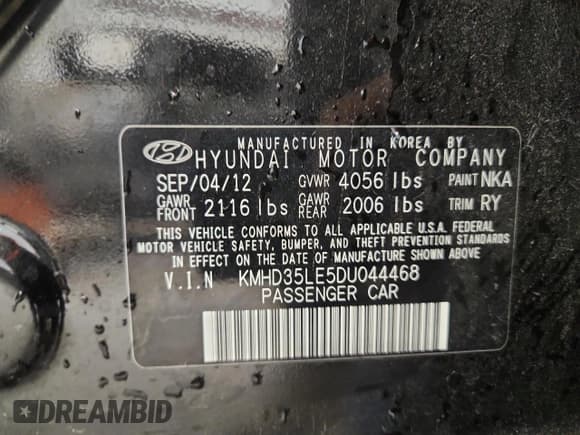 MANUFACTURED IN KOREA BY
HYUNDAI MOTOR COMPANY
SEP/04/12 GVWR 4056 lbs PAINT NKA
GAWR FRONT 2116 lbs GAWR REAR 2006 lbs TRIM RY
THIS VEHICLE CONFORMS TO ALL APPLICABLE U.S.A. FEDERAL
MOTOR VEHICLE SAFETY, BUMPER, AND THEFT PREVENTION STANDARDS
IN EFFECT ON THE DATE OF MANUFACTURE SHOWN ABOVE
V.I.N KMHD35LE5DU044468
PASSENGER CAR
DREAMBID